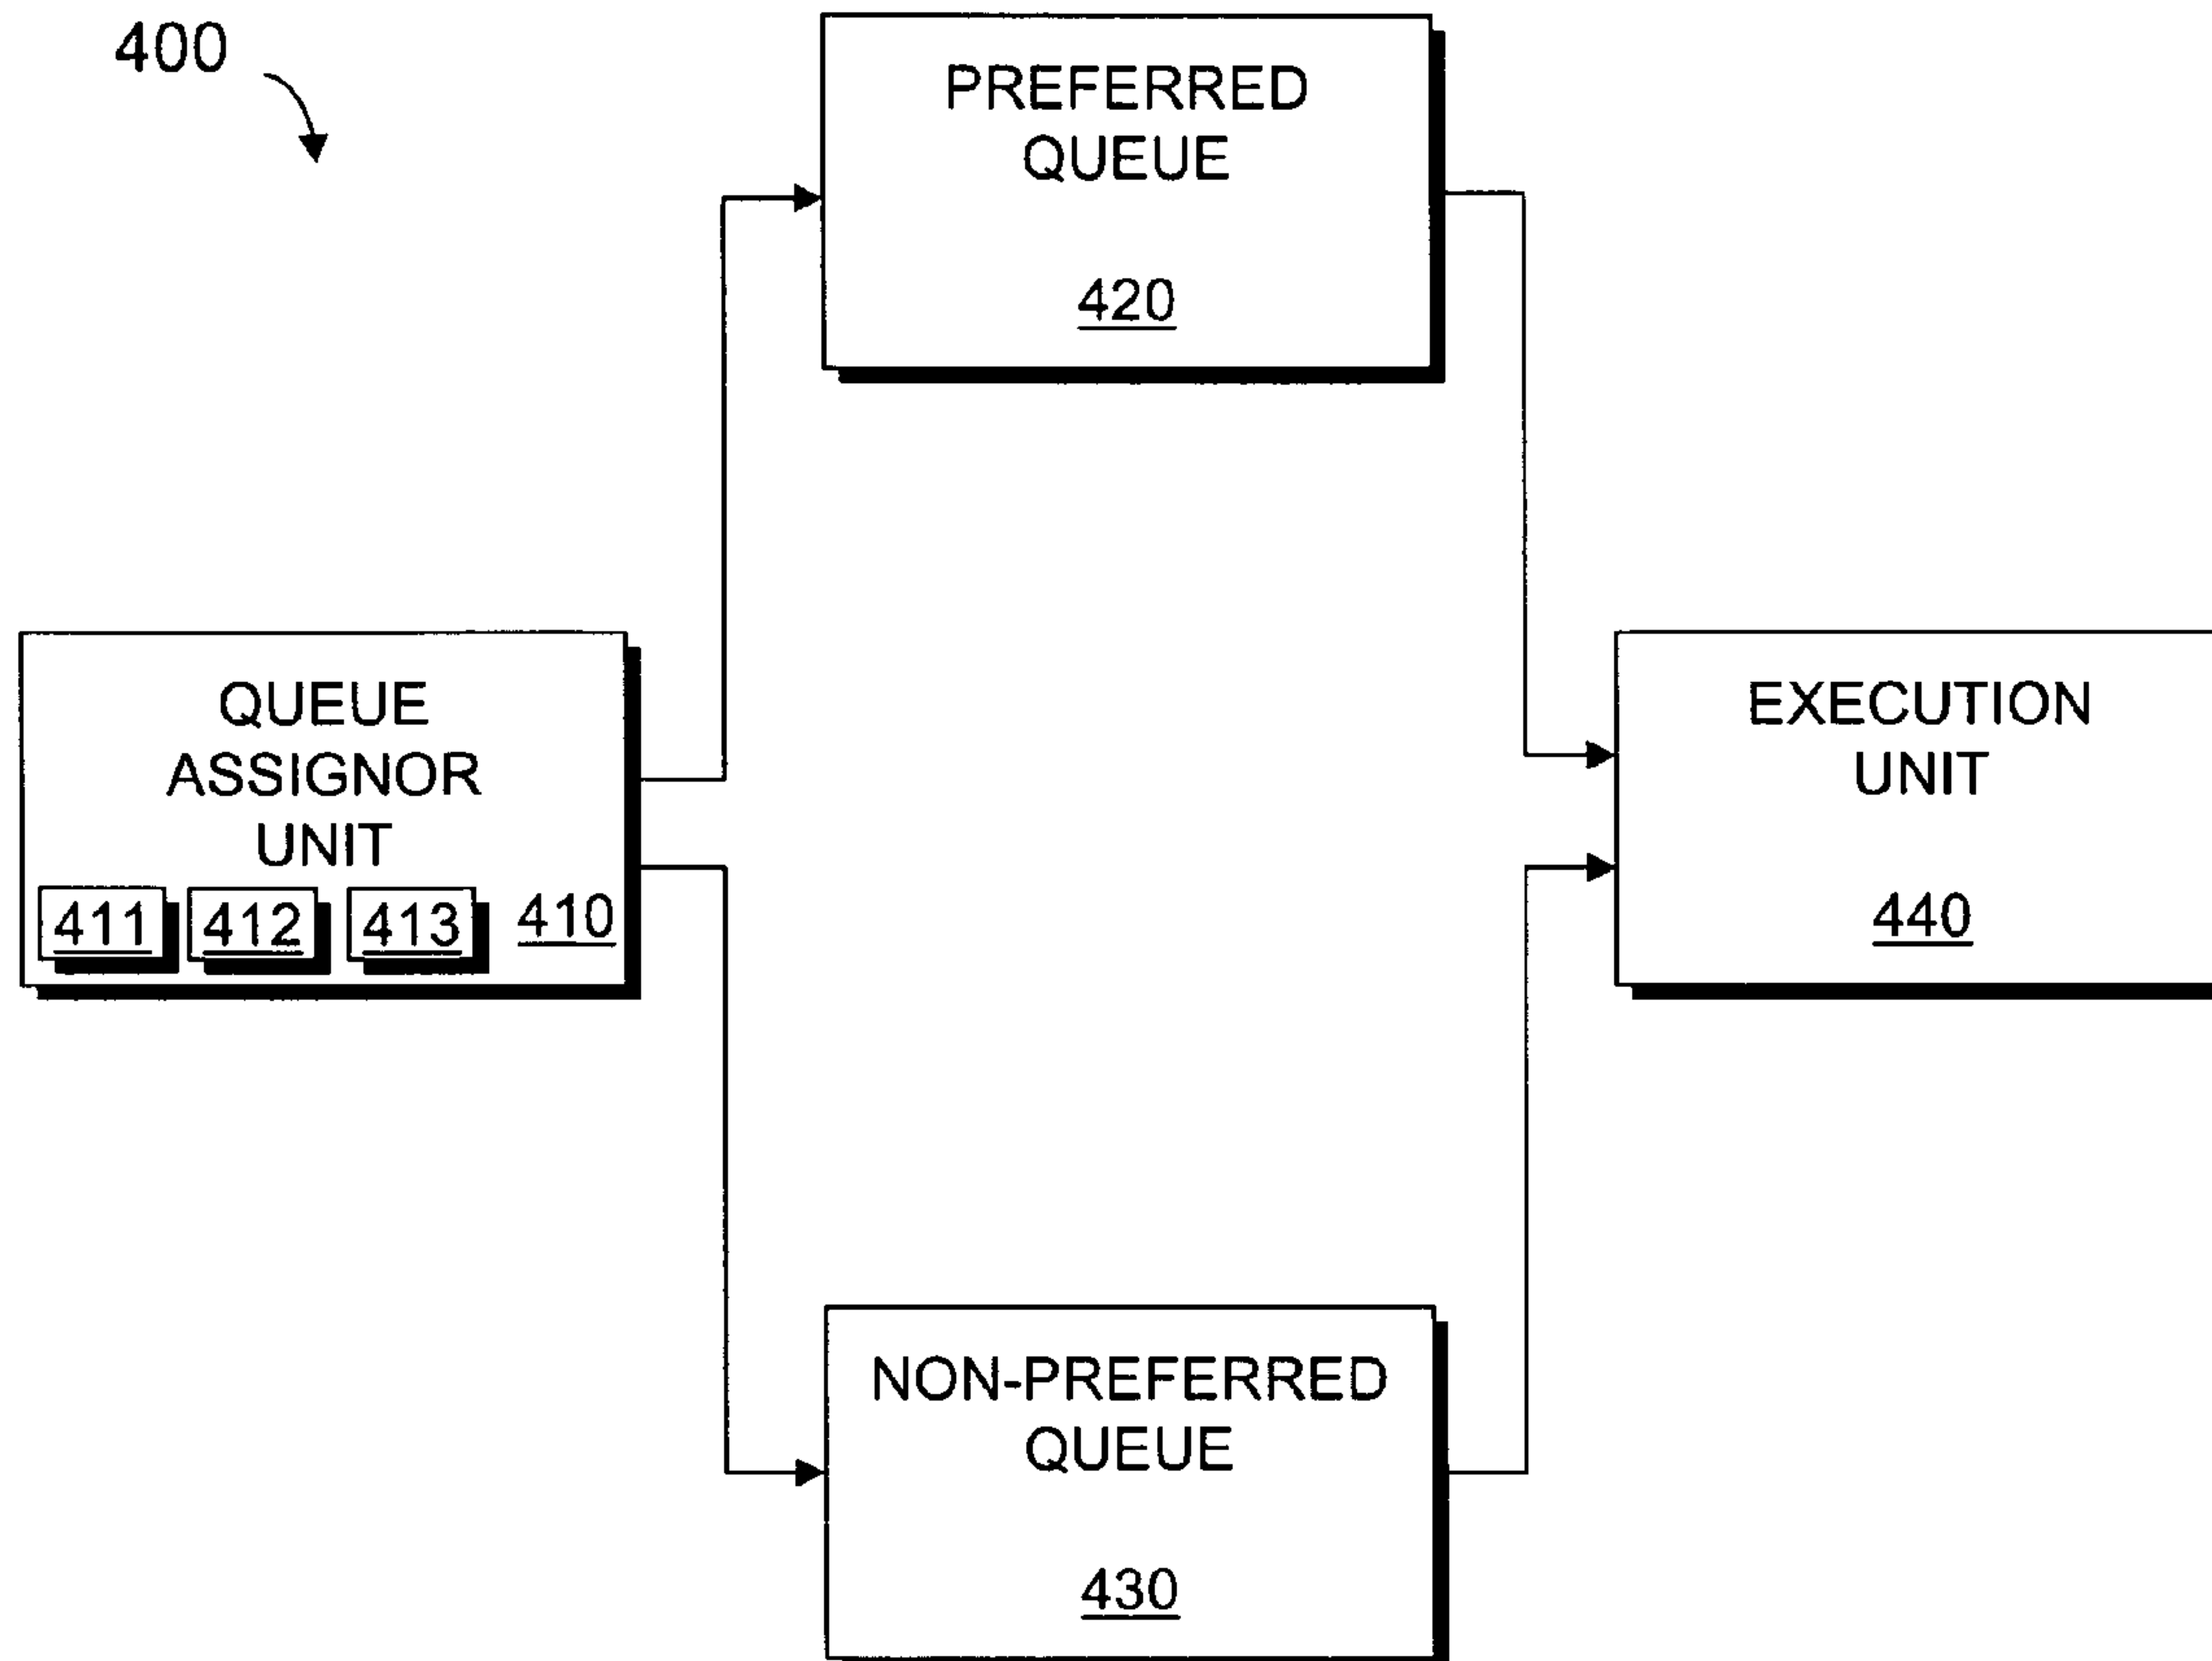 400
PREFERRED
QUEUE
420
QUEUE
ASSIGNOR
UNIT
411 412 413 410
EXECUTION
UNIT
440
NON-PREFERRED
QUEUE
430